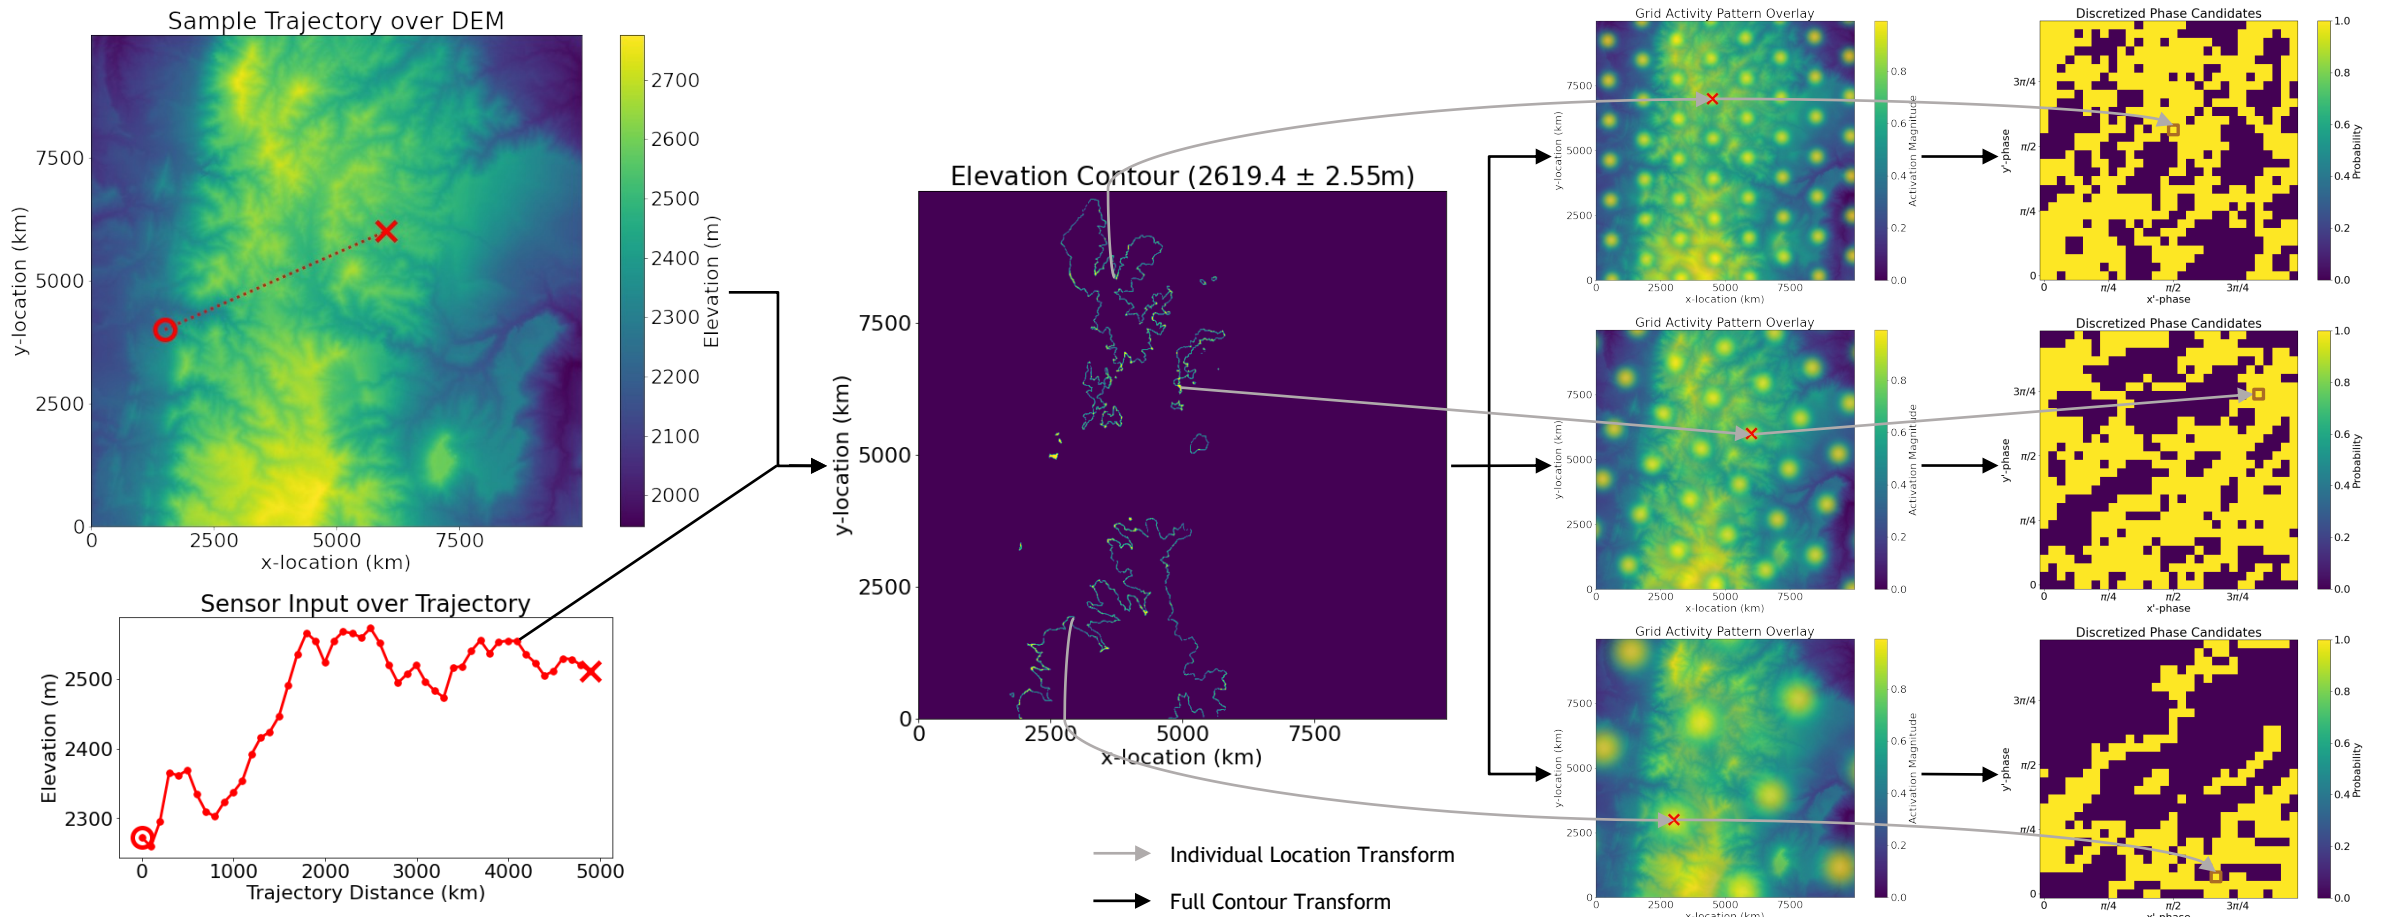 Sample Trajectory over DEM
y-location (km)
7500
5000
2500
0
0 2500 5000 7500
x-location (km)
2700
2600
2500
2400
2300
2200
2100
2000
Elevation (m)
Sensor Input over Trajectory
Elevation (m)
2500
2400
2300
0 1000 2000 3000 4000 5000
Trajectory Distance (km)
Elevation Contour (2619.4 ± 2.55m)
y-location (km)
7500
5000
2500
0
0 2500 5000 7500
x-location (km)
Individual Location Transform
Full Contour Transform
Grid Activity Pattern Overlay
y-location (km)
7500
5000
2500
0
0 2500 5000 7500
x-location (km)
0.8
0.6
0.4
0.2
0.0
Activation Magnitude
Discretized Phase Candidates
y'-phase
3π/4
π/2
π/4
0
0 π/4 π/2 3π/4
x'-phase
1.0
0.8
0.6
0.4
0.2
0.0
Probability
Grid Activity Pattern Overlay
y-location (km)
7500
5000
2500
0
0 2500 5000 7500
x-location (km)
0.8
0.6
0.4
0.2
0.0
Activation Magnitude
Discretized Phase Candidates
y'-phase
3π/4
π/2
π/4
0
0 π/4 π/2 3π/4
x'-phase
1.0
0.8
0.6
0.4
0.2
0.0
Probability
Grid Activity Pattern Overlay
y-location (km)
7500
5000
2500
0
0 2500 5000 7500
x-location (km)
0.8
0.6
0.4
0.2
0.0
Activation Magnitude
Discretized Phase Candidates
y'-phase
3π/4
π/2
π/4
0
0 π/4 π/2 3π/4
x'-phase
1.0
0.8
0.6
0.4
0.2
0.0
Probability